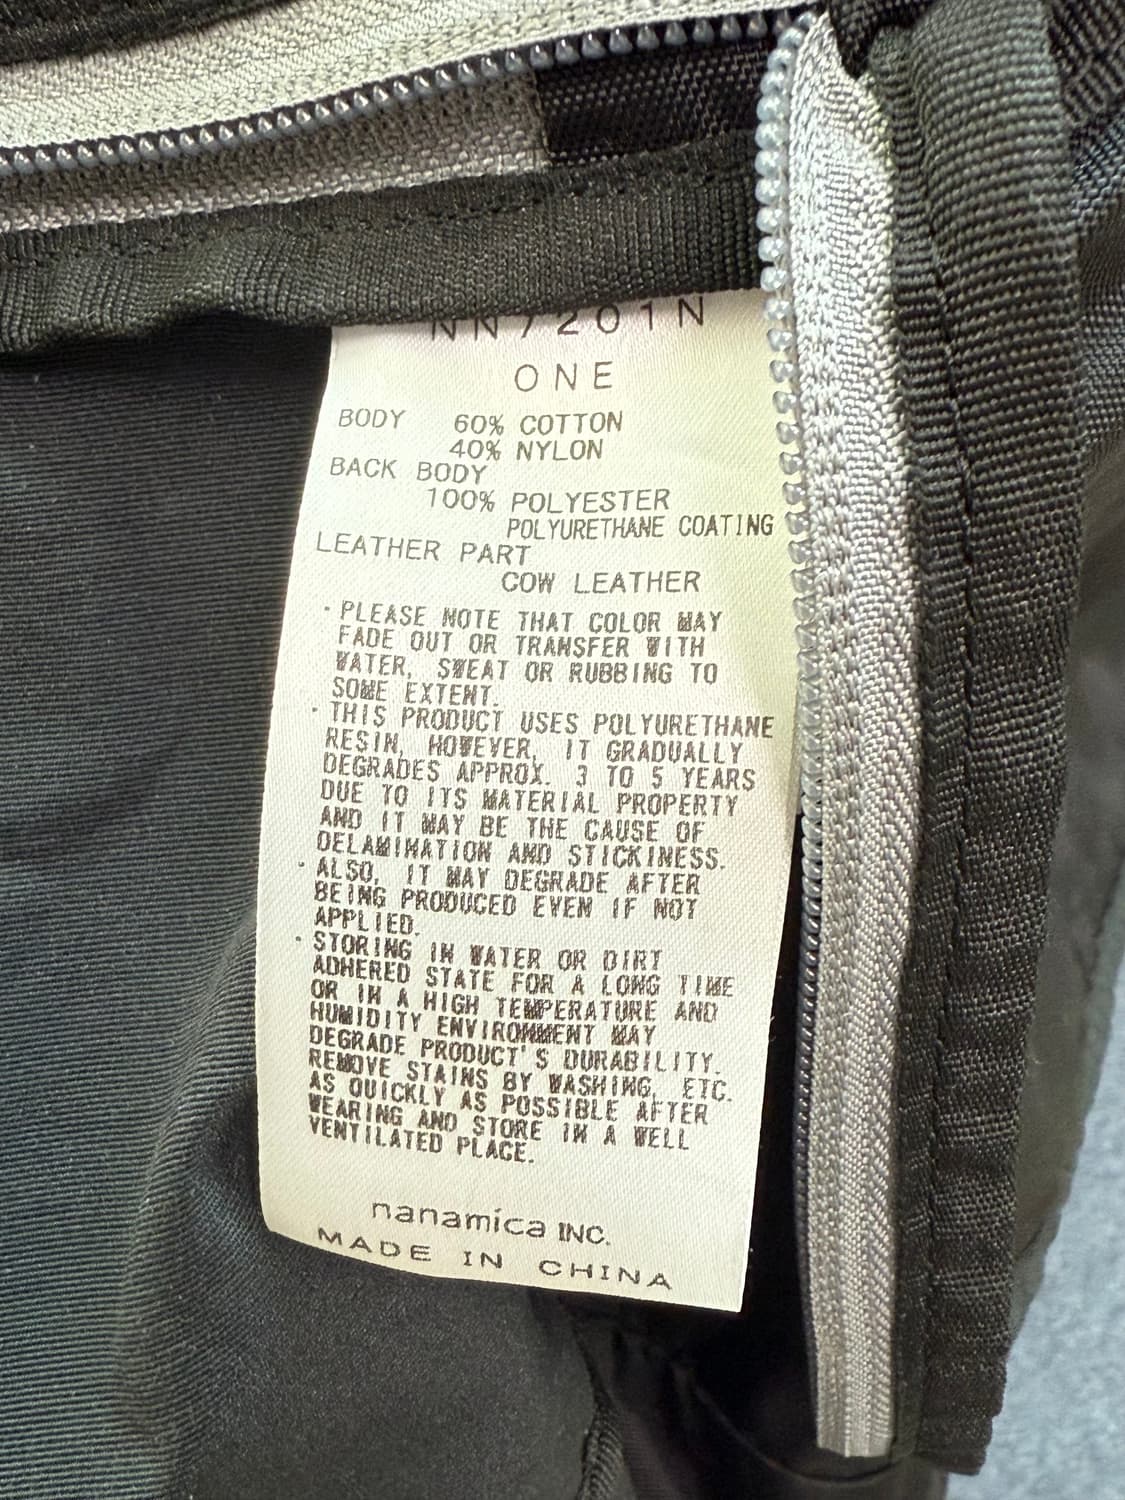 NN7201N
ONE
BODY 60% COTTON
40% NYLON
BACK BODY
100% POLYESTER
POLYURETHANE COATING
LEATHER PART
COW LEATHER
・PLEASE NOTE THAT COLOR MAY
FADE OUT OR TRANSFER WITH
WATER, SWEAT OR RUBBING TO
SOME EXTENT.
・THIS PRODUCT USES POLYURETHANE
RESIN, HOWEVER, IT GRADUALLY
DEGRADES APPROX. 3 TO 5 YEARS
DUE TO ITS MATERIAL PROPERTY
AND IT MAY BE THE CAUSE OF
DELAMINATION AND STICKINESS.
・ALSO, IT MAY DEGRADE AFTER
BEING PRODUCED EVEN IF NOT
APPLIED.
・STORING IN WATER OR DIRT
ADHERED STATE FOR A LONG TIME
OR IN A HIGH TEMPERATURE AND
HUMIDITY ENVIRONMENT MAY
DEGRADE PRODUCT'S DURABILITY.
REMOVE STAINS BY WASHING, ETC.
AS QUICKLY AS POSSIBLE AFTER
WEARING AND STORE IN A WELL
VENTILATED PLACE.
nanamica INC.
MADE IN CHINA